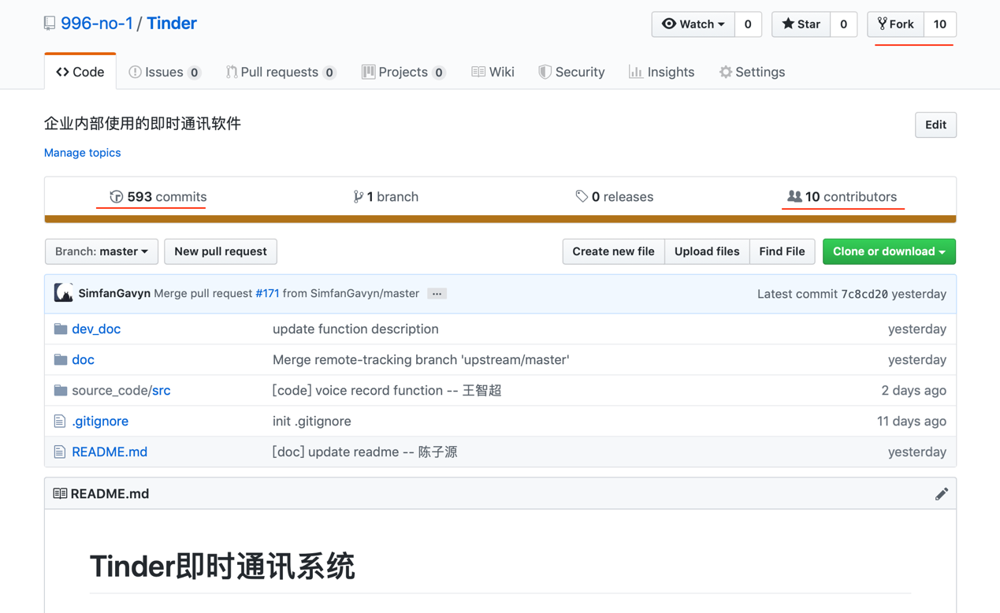 996-no-1 / Tinder
Watch 0 Star 0 Fork 10
Code Issues 0 Pull requests 0 Projects 0 Wiki Security Insights Settings
企业内部使用的即时通讯软件 Edit
Manage topics
593 commits 1 branch 0 releases 10 contributors
Branch: master New pull request Create new file Upload files Find File Clone or download
SimfanGavyn Merge pull request #171 from SimfanGavyn/master ... Latest commit 7c8cd20 yesterday
dev_doc update function description yesterday
doc Merge remote-tracking branch 'upstream/master' yesterday
source_code/src [code] voice record function -- 王智超 2 days ago
.gitignore init .gitignore 11 days ago
README.md [doc] update readme -- 陈子源 yesterday
README.md
Tinder即时通讯系统